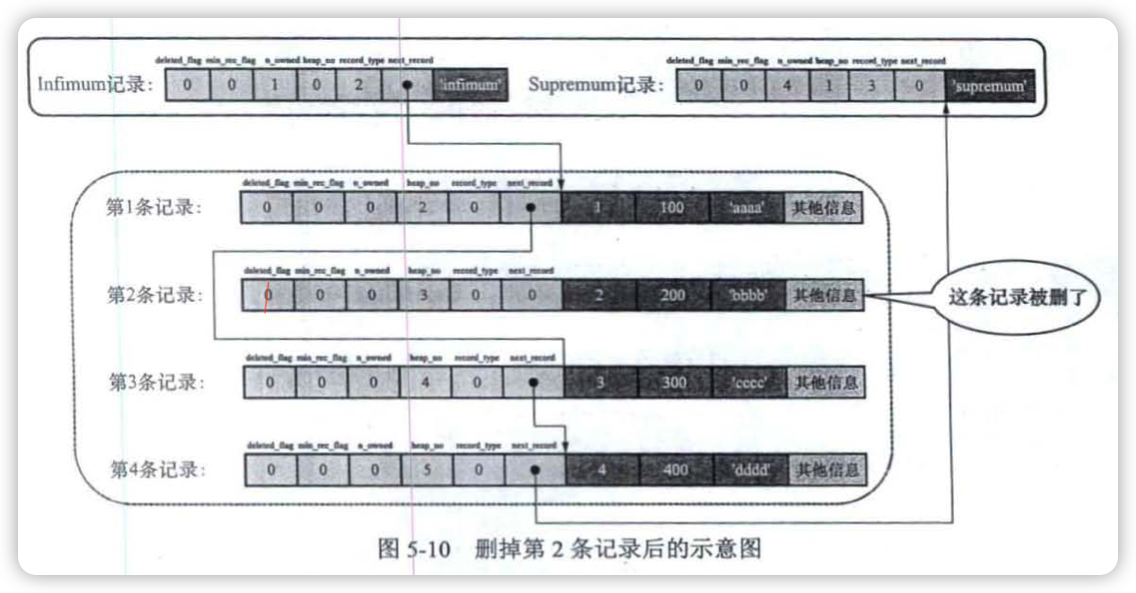 deleted_flag min_rec_flag n_owned heap_no record_type next_record
Infimum记录: 0 0 1 0 2 'infimum'
deleted_flag min_rec_flag n_owned heap_no record_type next_record
Supremum记录: 0 0 4 1 3 0 'supremum'
deleted_flag min_rec_flag n_owned heap_no record_type next_record
第1条记录: 0 0 0 2 0 1 100 'aaaa' 其他信息
deleted_flag min_rec_flag n_owned heap_no record_type next_record
第2条记录: 0 0 0 3 0 0 2 200 'bbbb' 其他信息
这条记录被删了
deleted_flag min_rec_flag n_owned heap_no record_type next_record
第3条记录: 0 0 0 4 0 3 300 'cccc' 其他信息
deleted_flag min_rec_flag n_owned heap_no record_type next_record
第4条记录: 0 0 0 5 0 4 400 'dddd' 其他信息
图 5-10 删掉第 2 条记录后的示意图